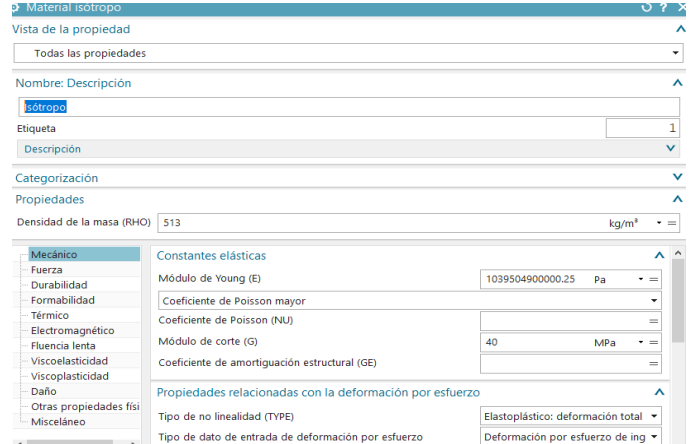 Material isótropo
Vista de la propiedad
Todas las propiedades
Nombre: Descripción
Isótropo
Etiqueta 1
Descripción
Categorización
Propiedades
Densidad de la masa (RHO) 513 kg/m³ =
Mecánico
Fuerza
Durabilidad
Formabilidad
Térmico
Electromagnético
Fluencia lenta
Viscoelasticidad
Viscoplasticidad
Daño
Otras propiedades físi
Misceláneo
Constantes elásticas
Módulo de Young (E) 1039504900000.25 Pa =
Coeficiente de Poisson mayor
Coeficiente de Poisson (NU) =
Módulo de corte (G) 40 MPa =
Coeficiente de amortiguación estructural (GE) =
Propiedades relacionadas con la deformación por esfuerzo
Tipo de no linealidad (TYPE) Elastoplástico: deformación total
Tipo de dato de entrada de deformación por esfuerzo Deformación por esfuerzo de ing